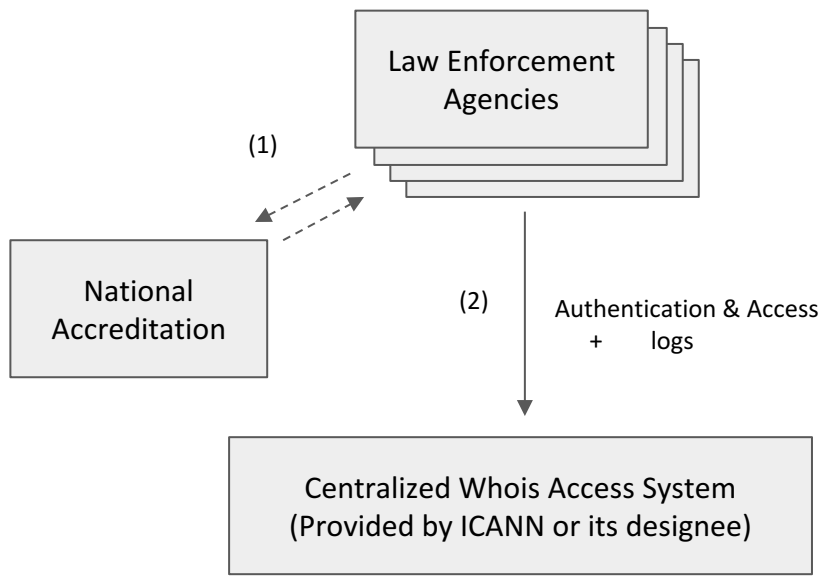 Law Enforcement
Agencies
(1)
National
Accreditation
(2)
Authentication & Access
+ logs
Centralized Whois Access System
(Provided by ICANN or its designee)